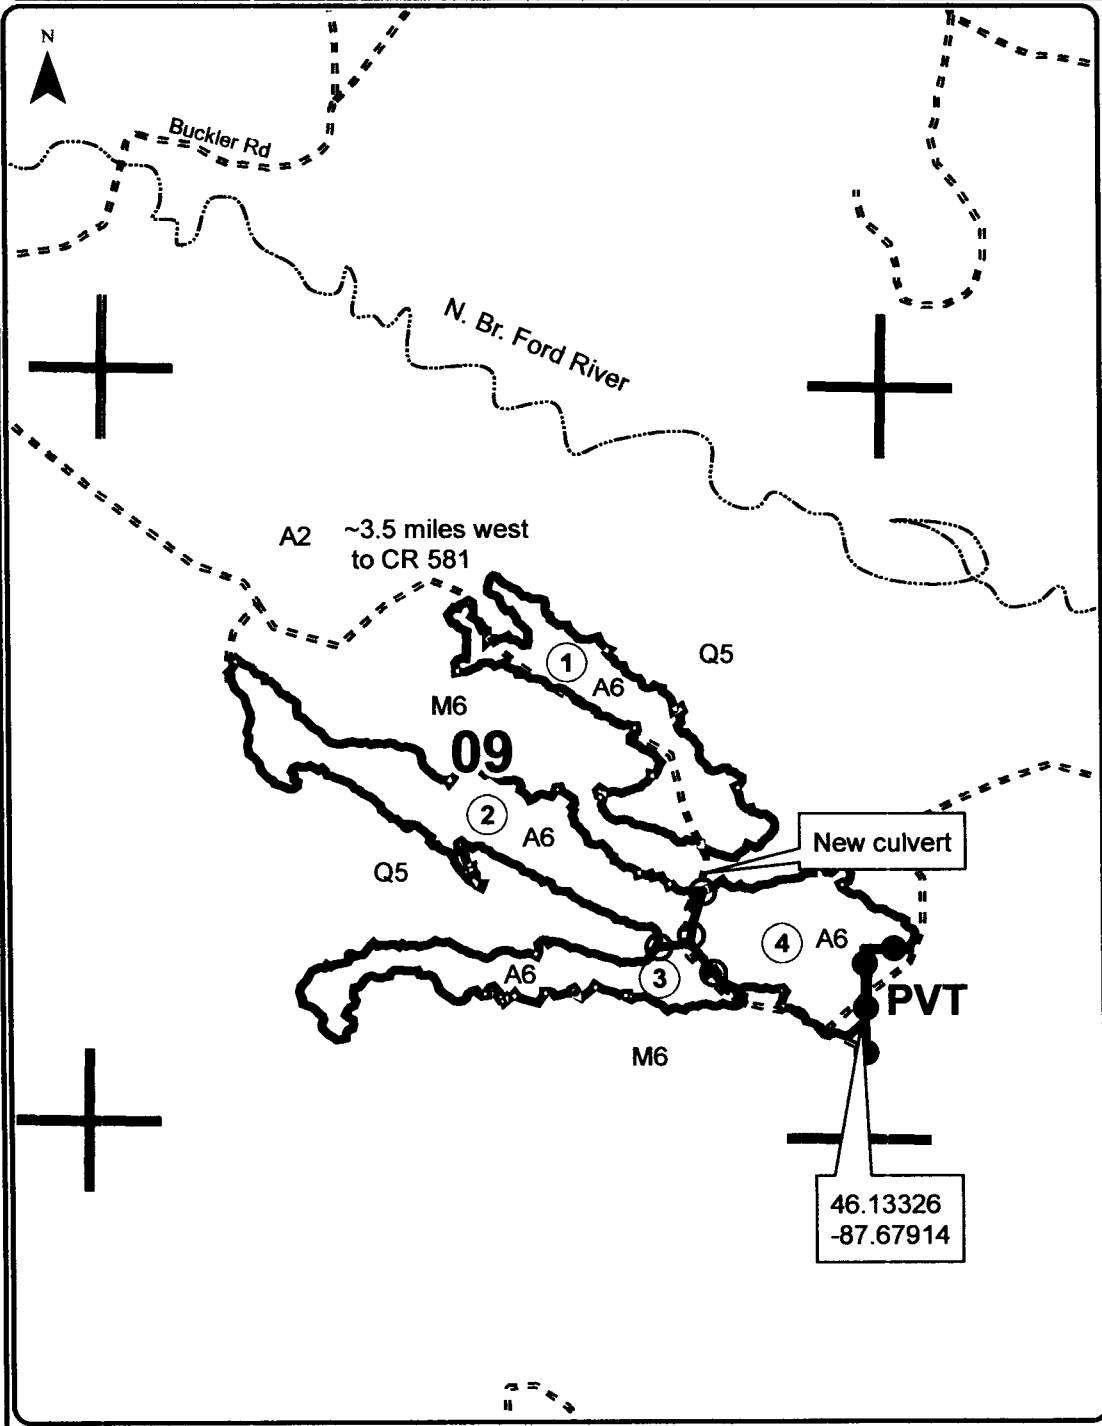 N
Buckler Rd
N. Br. Ford River
A2
~3.5 miles west
to CR 581
Q5
1
A6
M6
09
2
A6
New culvert
Q5
4
A6
A6
3
PVT
M6
46.13326
-87.67914